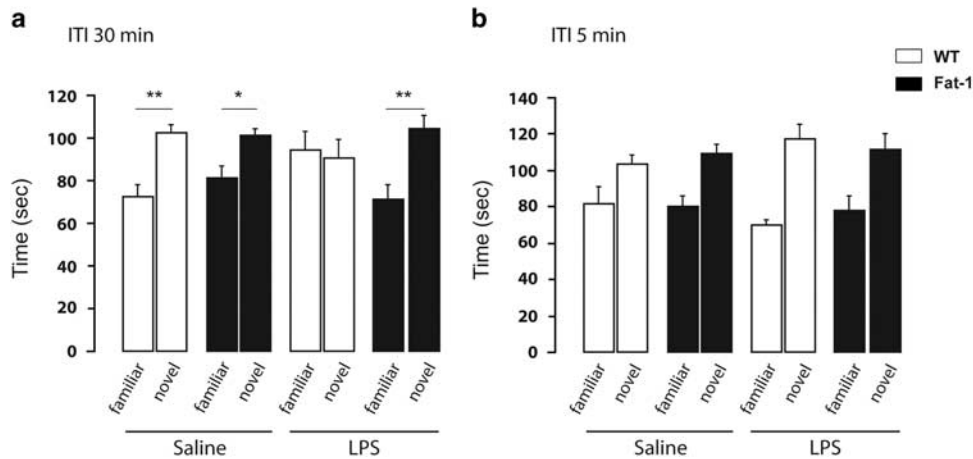 a
ITI 30 min
Time (sec)
120
100
80
60
40
20
0
** * **
familiar novel familiar novel familiar novel familiar novel
Saline LPS
b
ITI 5 min
WT
Fat-1
Time (sec)
140
120
100
80
60
40
20
0
familiar novel familiar novel familiar novel familiar novel
Saline LPS